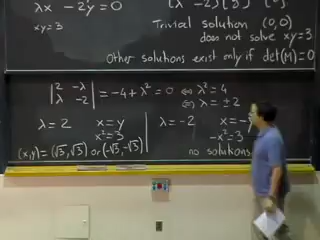 λx - 2y = 0
xy = 3
Trivial solution (0,0)
does not solve xy=3
Other solutions exist only if det(M)=0
|2 -λ|
|λ -2| = -4+λ² = 0 ⇔ λ² = 4
⇔ λ = ±2
λ = 2 x=y
x²=3
(x,y) = (√3,√3) or (-√3,-√3)
λ = -2 x=-
-x²=3
no solutions